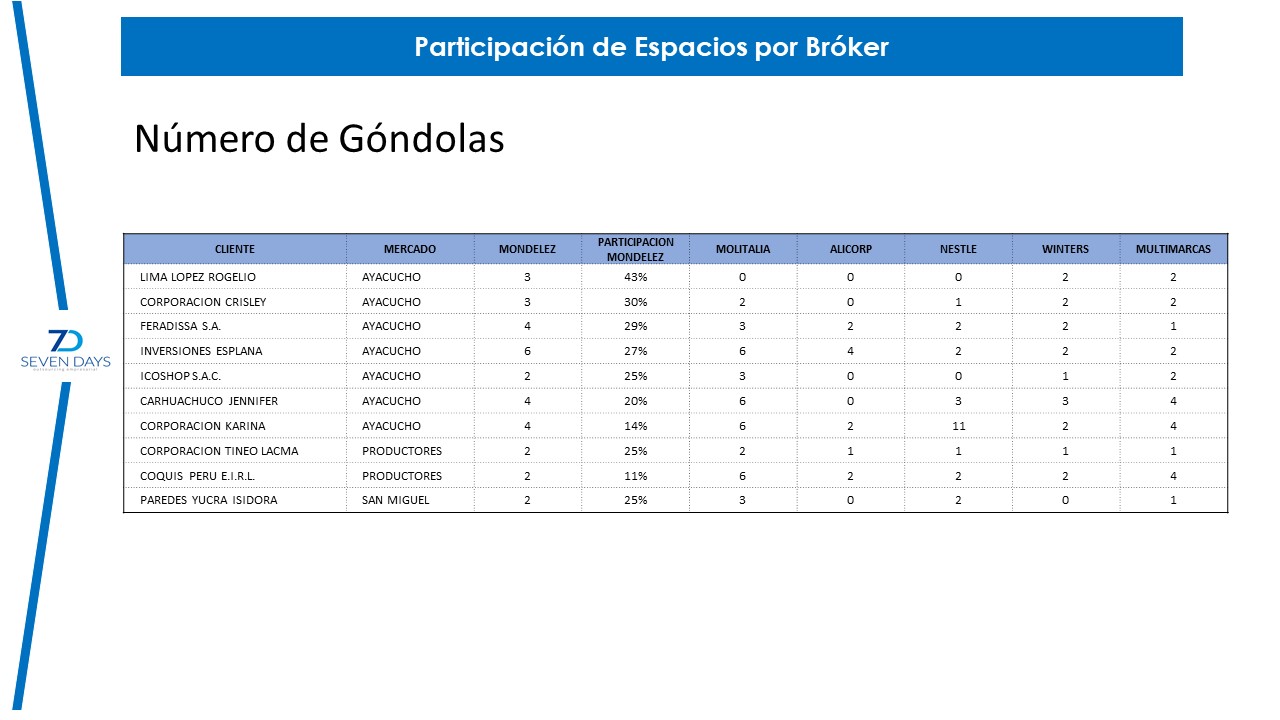 Participación de Espacios por Bróker
Número de Góndolas
CLIENTE MERCADO MONDELEZ PARTICIPACION MONDELEZ MOLITALIA ALICORP NESTLE WINTERS MULTIMARCAS
LIMA LOPEZ ROGELIO AYACUCHO 3 43% 0 0 0 2 2
CORPORACION CRISLEY AYACUCHO 3 30% 2 0 1 2 2
FERADISSA S.A. AYACUCHO 4 29% 3 2 2 2 1
INVERSIONES ESPLANA AYACUCHO 6 27% 6 4 2 2 2
ICOSHOP S.A.C. AYACUCHO 2 25% 3 0 0 1 2
CARHUACHUCO JENNIFER AYACUCHO 4 20% 6 0 3 3 4
CORPORACION KARINA AYACUCHO 4 14% 6 2 11 2 4
CORPORACION TINEO LACMA PRODUCTORES 2 25% 2 1 1 1 1
COQUIS PERU E.I.R.L. PRODUCTORES 2 11% 6 2 2 2 4
PAREDES YUCRA ISIDORA SAN MIGUEL 2 25% 3 0 2 0 1
7D
SEVEN DAYS
outsourcing empresarial